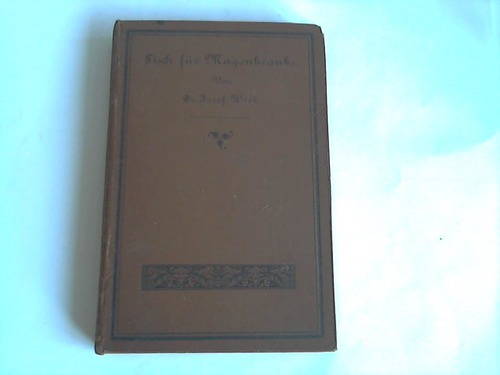 Tisch für Magenkranke
Von
Dr. Josef Wiel